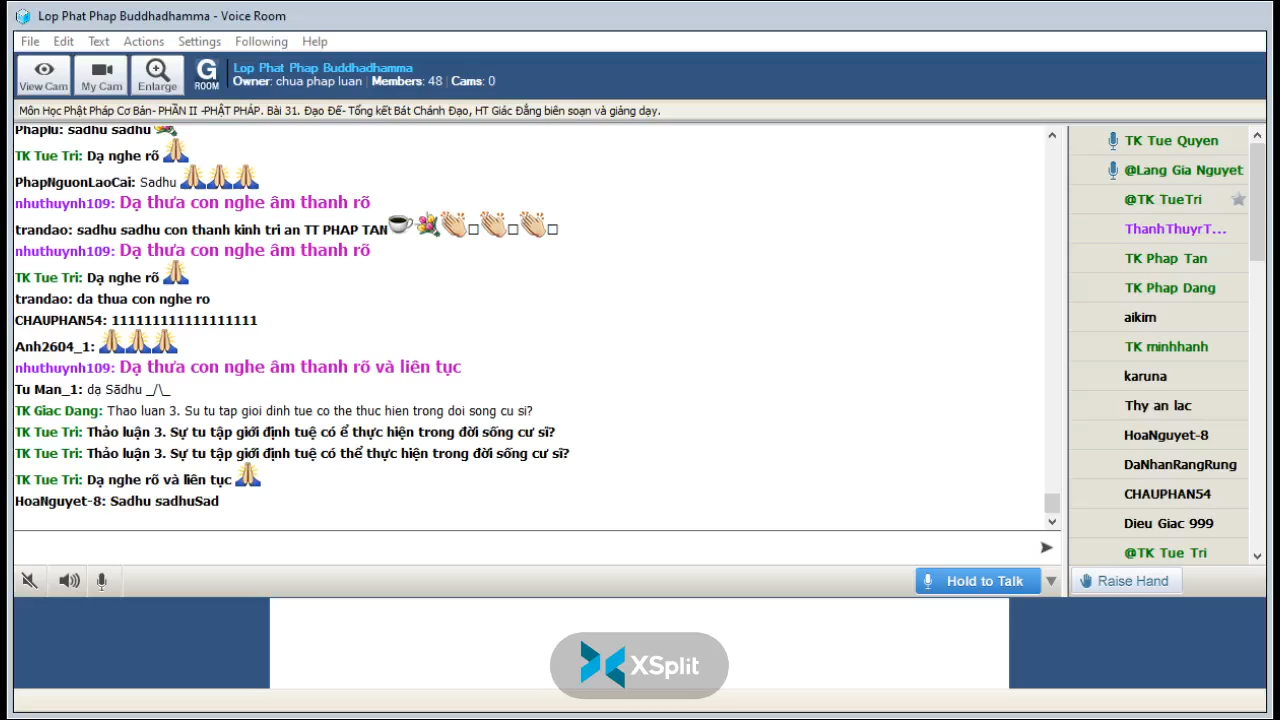 Lop Phat Phap Buddhadhamma - Voice Room
File Edit Text Actions Settings Following Help
View Cam My Cam Enlarge G ROOM Lop Phat Phap Buddhadhamma
Owner: chua phap luan | Members: 48 Cams: 0
Môn Học Phật Pháp Cơ Bản- PHẦN II -PHẬT PHÁP. Bài 31. Đạo Đế- Tổng kết Bát Chánh Đạo, HT Giác Đẳng biên soạn và giảng dạy.
Phaplu: sadhu sadhu
TK Tue Tri: Dạ nghe rõ
PhapNguonLaoCai: Sadhu
nhuthuynh109: Dạ thưa con nghe âm thanh rõ
trandao: sadhu sadhu con thanh kinh tri an TT PHAP TAN
nhuthuynh109: Dạ thưa con nghe âm thanh rõ
TK Tue Tri: Dạ nghe rõ
trandao: da thua con nghe ro
CHAUPHAN54: 111111111111111111
Anh2604_1:
nhuthuynh109: Dạ thưa con nghe âm thanh rõ và liên tục
Tu Man_1: dạ Sādhu _/\_
TK Giac Dang: Thao luan 3. Su tu tap gioi dinh tue co the thuc hien trong doi song cu si?
TK Tue Tri: Thảo luận 3. Sự tu tập giới định tuệ có ể thực hiện trong đời sống cư sĩ?
TK Tue Tri: Thảo luận 3. Sự tu tập giới định tuệ có thể thực hiện trong đời sống cư sĩ?
TK Tue Tri: Dạ nghe rõ và liên tục
HoaNguyet-8: Sadhu sadhuSad
TK Tue Quyen
@Lang Gia Nguyet
@TK TueTri
ThanhThuyrT...
TK Phap Tan
TK Phap Dang
aikim
TK minhhanh
karuna
Thy an lac
HoaNguyet-8
DaNhanRangRung
CHAUPHAN54
Dieu Giac 999
@TK Tue Tri
Hold to Talk
Raise Hand
XSplit